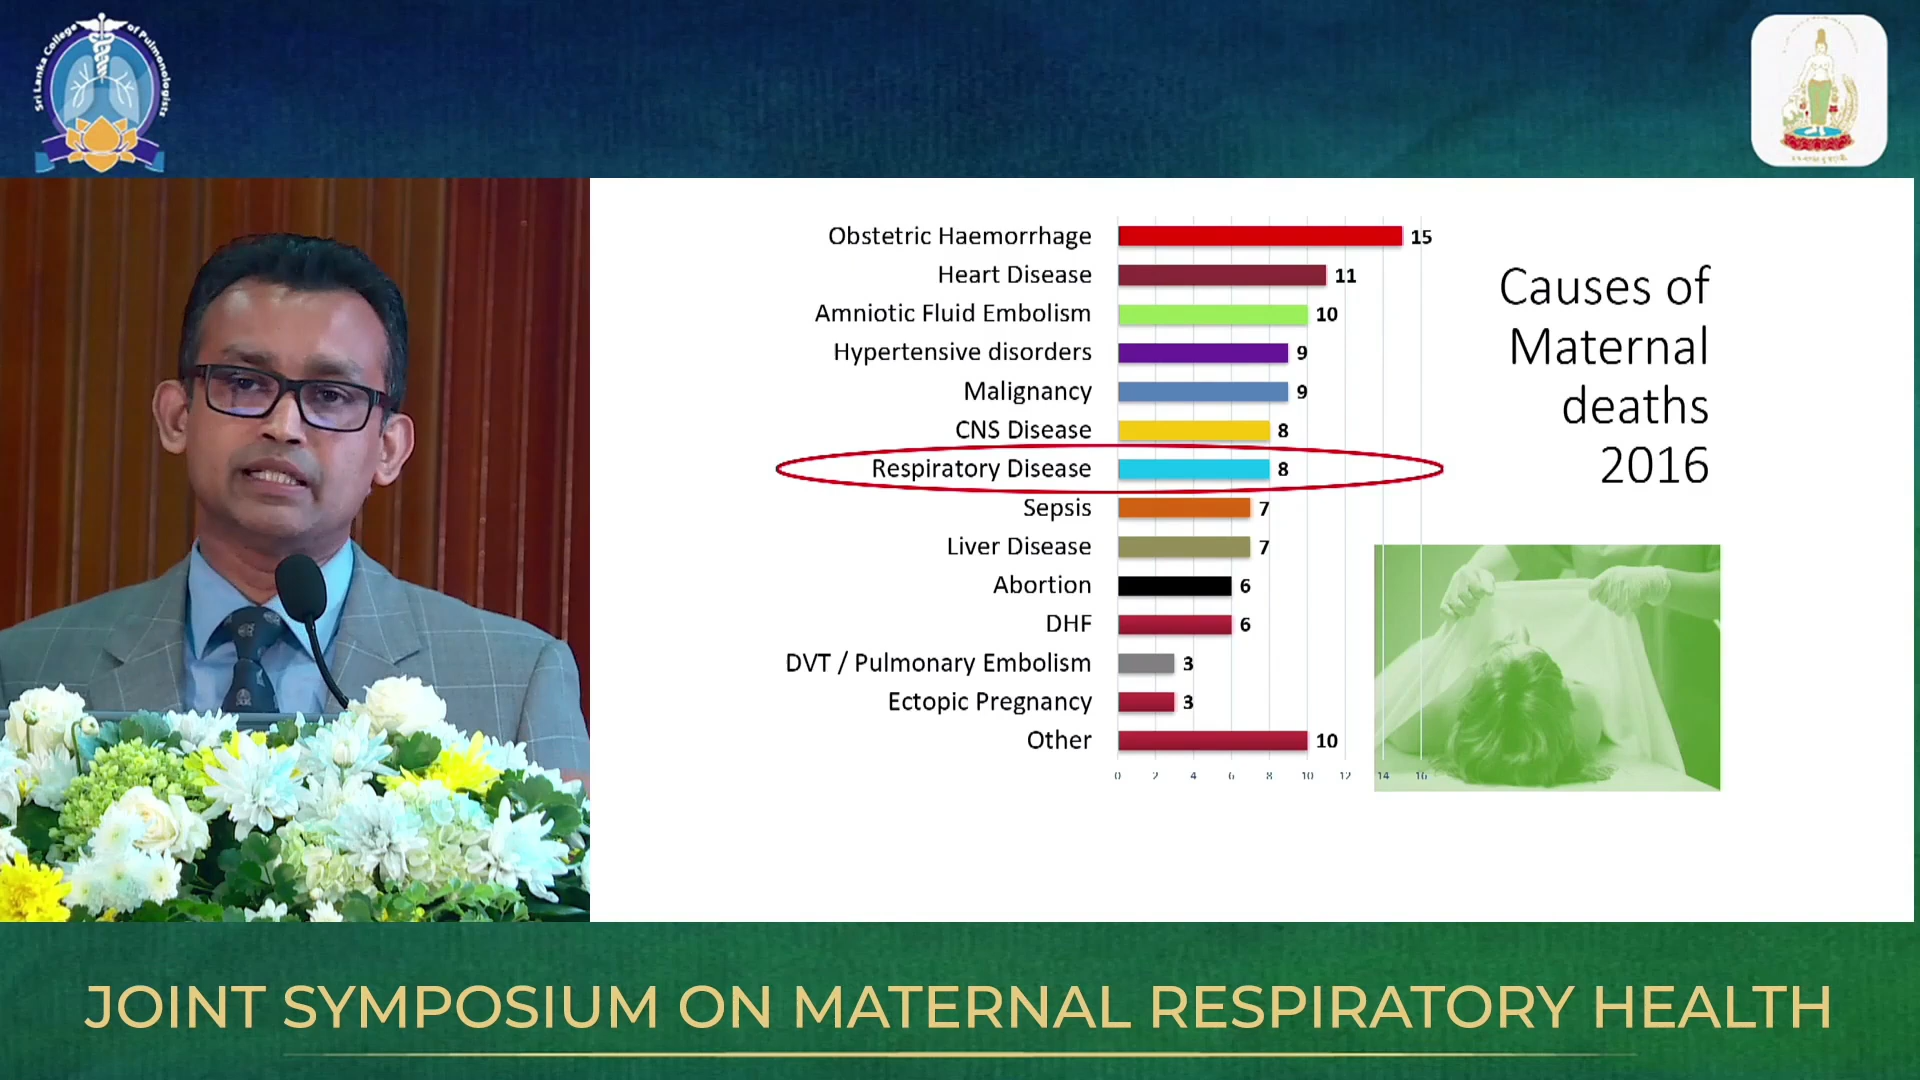 Sri Lanka College of Pulmonologists
Obstetric Haemorrhage 15
Heart Disease 11
Amniotic Fluid Embolism 10
Hypertensive disorders 9
Malignancy 9
CNS Disease 8
Respiratory Disease 8
Sepsis 7
Liver Disease 7
Abortion 6
DHF 6
DVT / Pulmonary Embolism 3
Ectopic Pregnancy 3
Other 10
0 2 4 6 8 10 12 14 16
Causes of
Maternal
deaths
2016
JOINT SYMPOSIUM ON MATERNAL RESPIRATORY HEALTH